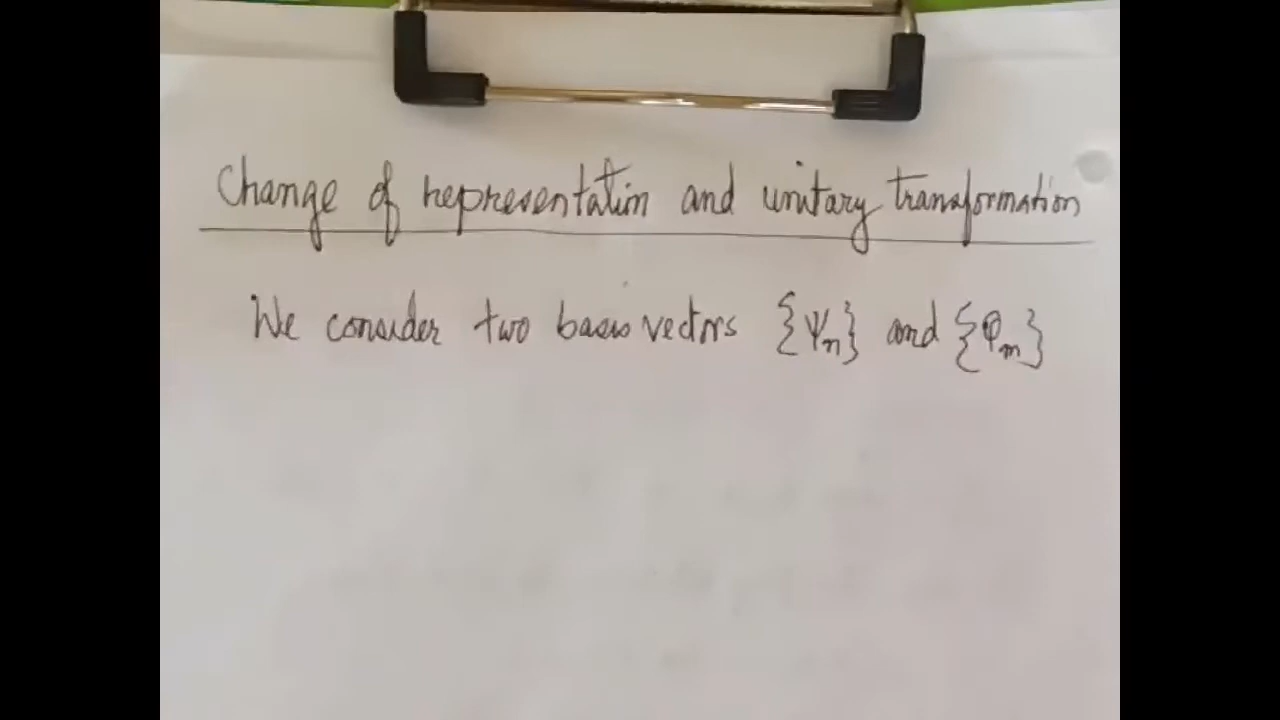 Change of representation and unitary transformation
We consider two basis vectors {Ψn} and {φm}